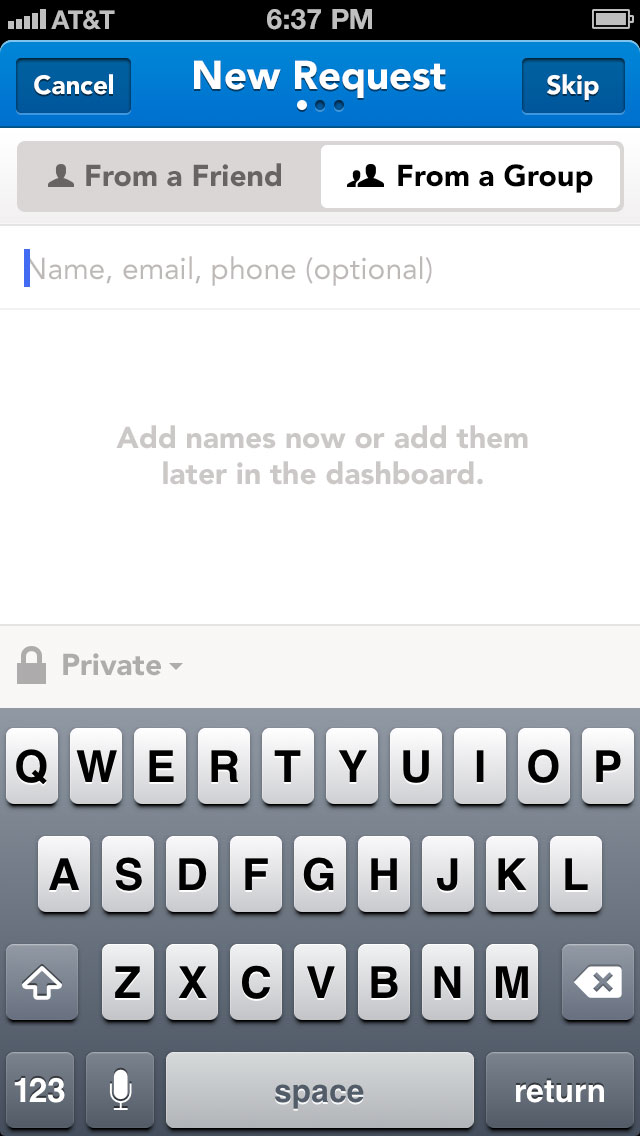 AT&T 6:37 PM
Cancel New Request Skip
From a Friend From a Group
Name, email, phone (optional)
Add names now or add them
later in the dashboard.
Private
Q W E R T Y U I O P
A S D F G H J K L
Z X C V B N M
123 space return